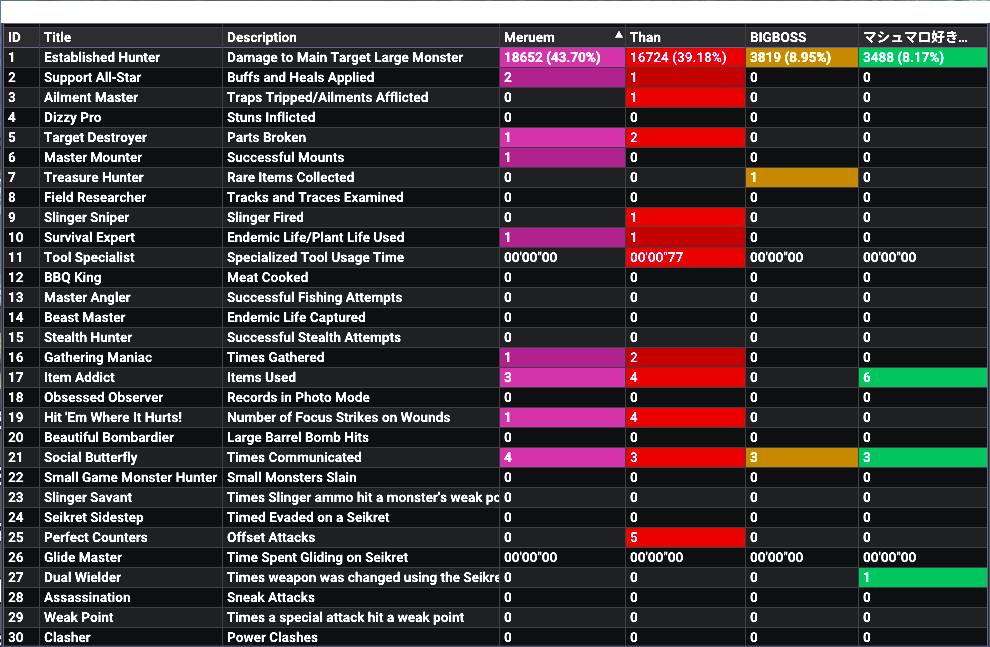 ID Title Description Meruem Than BIGBOSS マシュマロ好き...
1 Established Hunter Damage to Main Target Large Monster 18652 (43.70%) 16724 (39.18%) 3819 (8.95%) 3488 (8.17%)
2 Support All-Star Buffs and Heals Applied 2 1 0 0
3 Ailment Master Traps Tripped/Ailments Afflicted 0 1 0 0
4 Dizzy Pro Stuns Inflicted 0 0 0 0
5 Target Destroyer Parts Broken 1 2 0 0
6 Master Mounter Successful Mounts 1 0 0 0
7 Treasure Hunter Rare Items Collected 0 0 1 0
8 Field Researcher Tracks and Traces Examined 0 0 0 0
9 Slinger Sniper Slinger Fired 0 1 0 0
10 Survival Expert Endemic Life/Plant Life Used 1 1 0 0
11 Tool Specialist Specialized Tool Usage Time 00'00"00 00'00"77 00'00"00 00'00"00
12 BBQ King Meat Cooked 0 0 0 0
13 Master Angler Successful Fishing Attempts 0 0 0 0
14 Beast Master Endemic Life Captured 0 0 0 0
15 Stealth Hunter Successful Stealth Attempts 0 0 0 0
16 Gathering Maniac Times Gathered 1 2 0 0
17 Item Addict Items Used 3 4 0 6
18 Obsessed Observer Records in Photo Mode 0 0 0 0
19 Hit 'Em Where It Hurts! Number of Focus Strikes on Wounds 1 4 0 0
20 Beautiful Bombardier Large Barrel Bomb Hits 0 0 0 0
21 Social Butterfly Times Communicated 4 3 3 3
22 Small Game Monster Hunter Small Monsters Slain 0 0 0 0
23 Slinger Savant Times Slinger ammo hit a monster's weak po 0 0 0 0
24 Seikret Sidestep Timed Evaded on a Seikret 0 0 0 0
25 Perfect Counters Offset Attacks 0 5 0 0
26 Glide Master Time Spent Gliding on Seikret 00'00"00 00'00"00 00'00"00 00'00"00
27 Dual Wielder Times weapon was changed using the Seikre 0 0 0 1
28 Assassination Sneak Attacks 0 0 0 0
29 Weak Point Times a special attack hit a weak point 0 0 0 0
30 Clasher Power Clashes 0 0 0 0